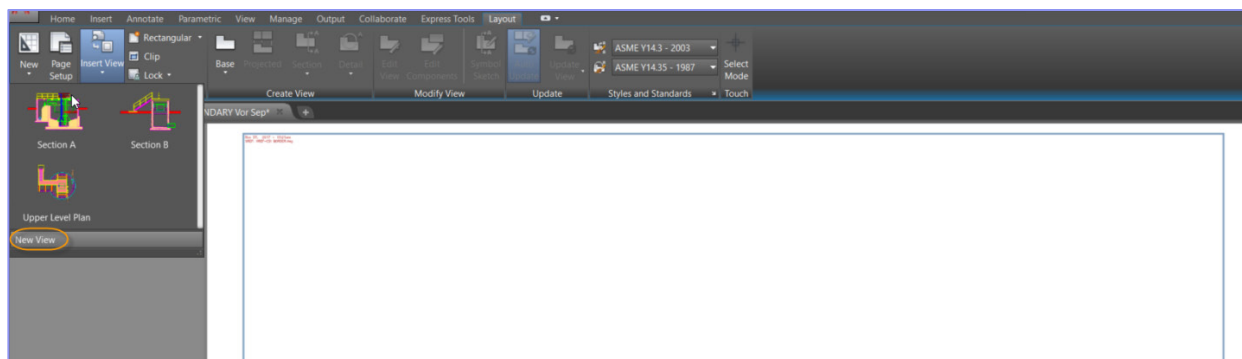 Home Insert Annotate Parametric View Manage Output Collaborate Express Tools Layout
New
Page Setup
Insert View
Rectangular
Clip
Lock
Base
Projected
Section
Detail
Edit View
Edit Components
Symbol Sketch
Auto Update
Update View
ASME Y14.3 - 2003
ASME Y14.35 - 1987
Select Mode
Create View Modify View Update Styles and Standards Touch
NDARY Vor Sep*
Section A Section B
Upper Level Plan
New View